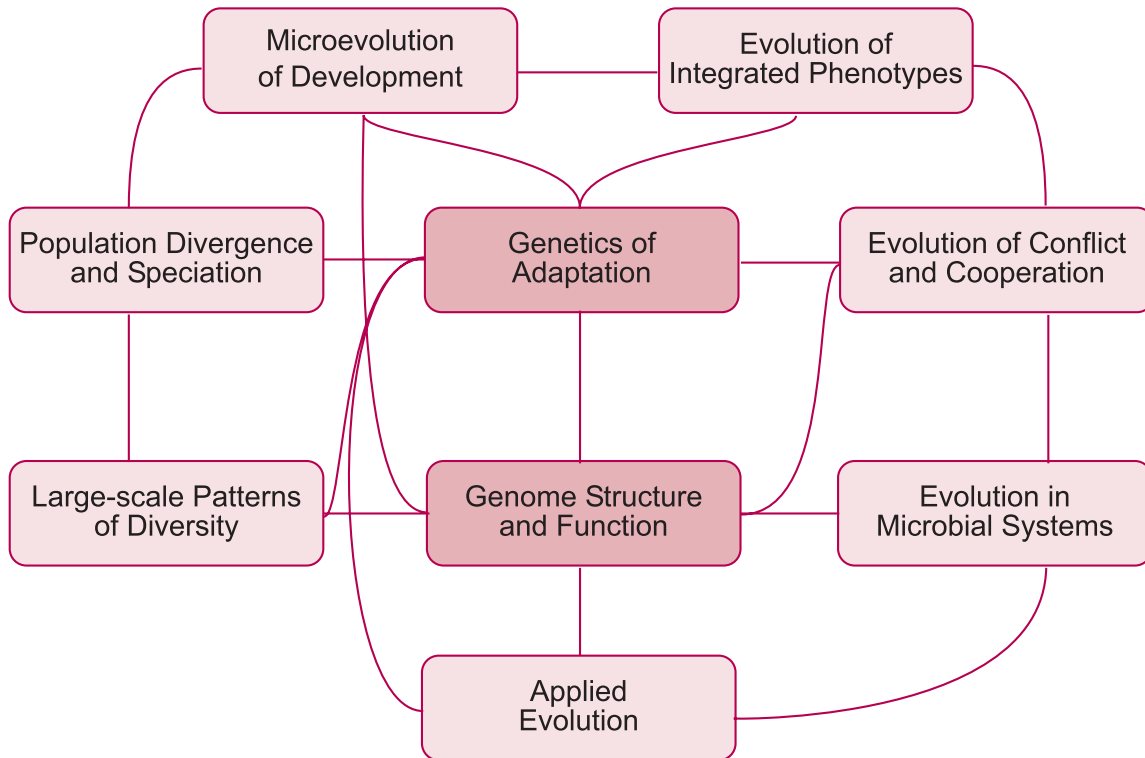 Microevolution
of Development
Evolution of
Integrated Phenotypes
Population Divergence
and Speciation
Genetics of
Adaptation
Evolution of Conflict
and Cooperation
Large-scale Patterns
of Diversity
Genome Structure
and Function
Evolution in
Microbial Systems
Applied
Evolution